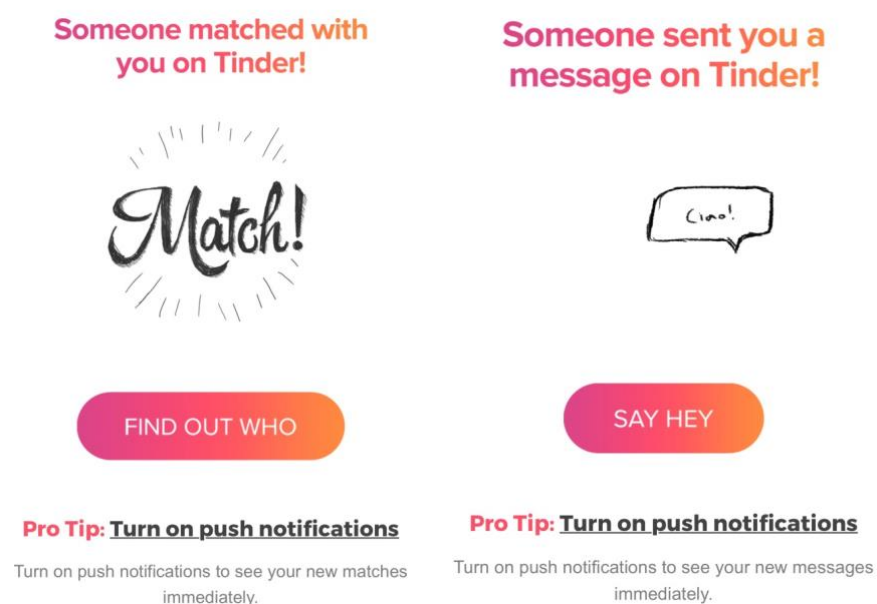 Someone matched with
you on Tinder!
Match!
FIND OUT WHO
Pro Tip: Turn on push notifications
Turn on push notifications to see your new matches
immediately.
Someone sent you a
message on Tinder!
Ciao!
SAY HEY
Pro Tip: Turn on push notifications
Turn on push notifications to see your new messages
immediately.